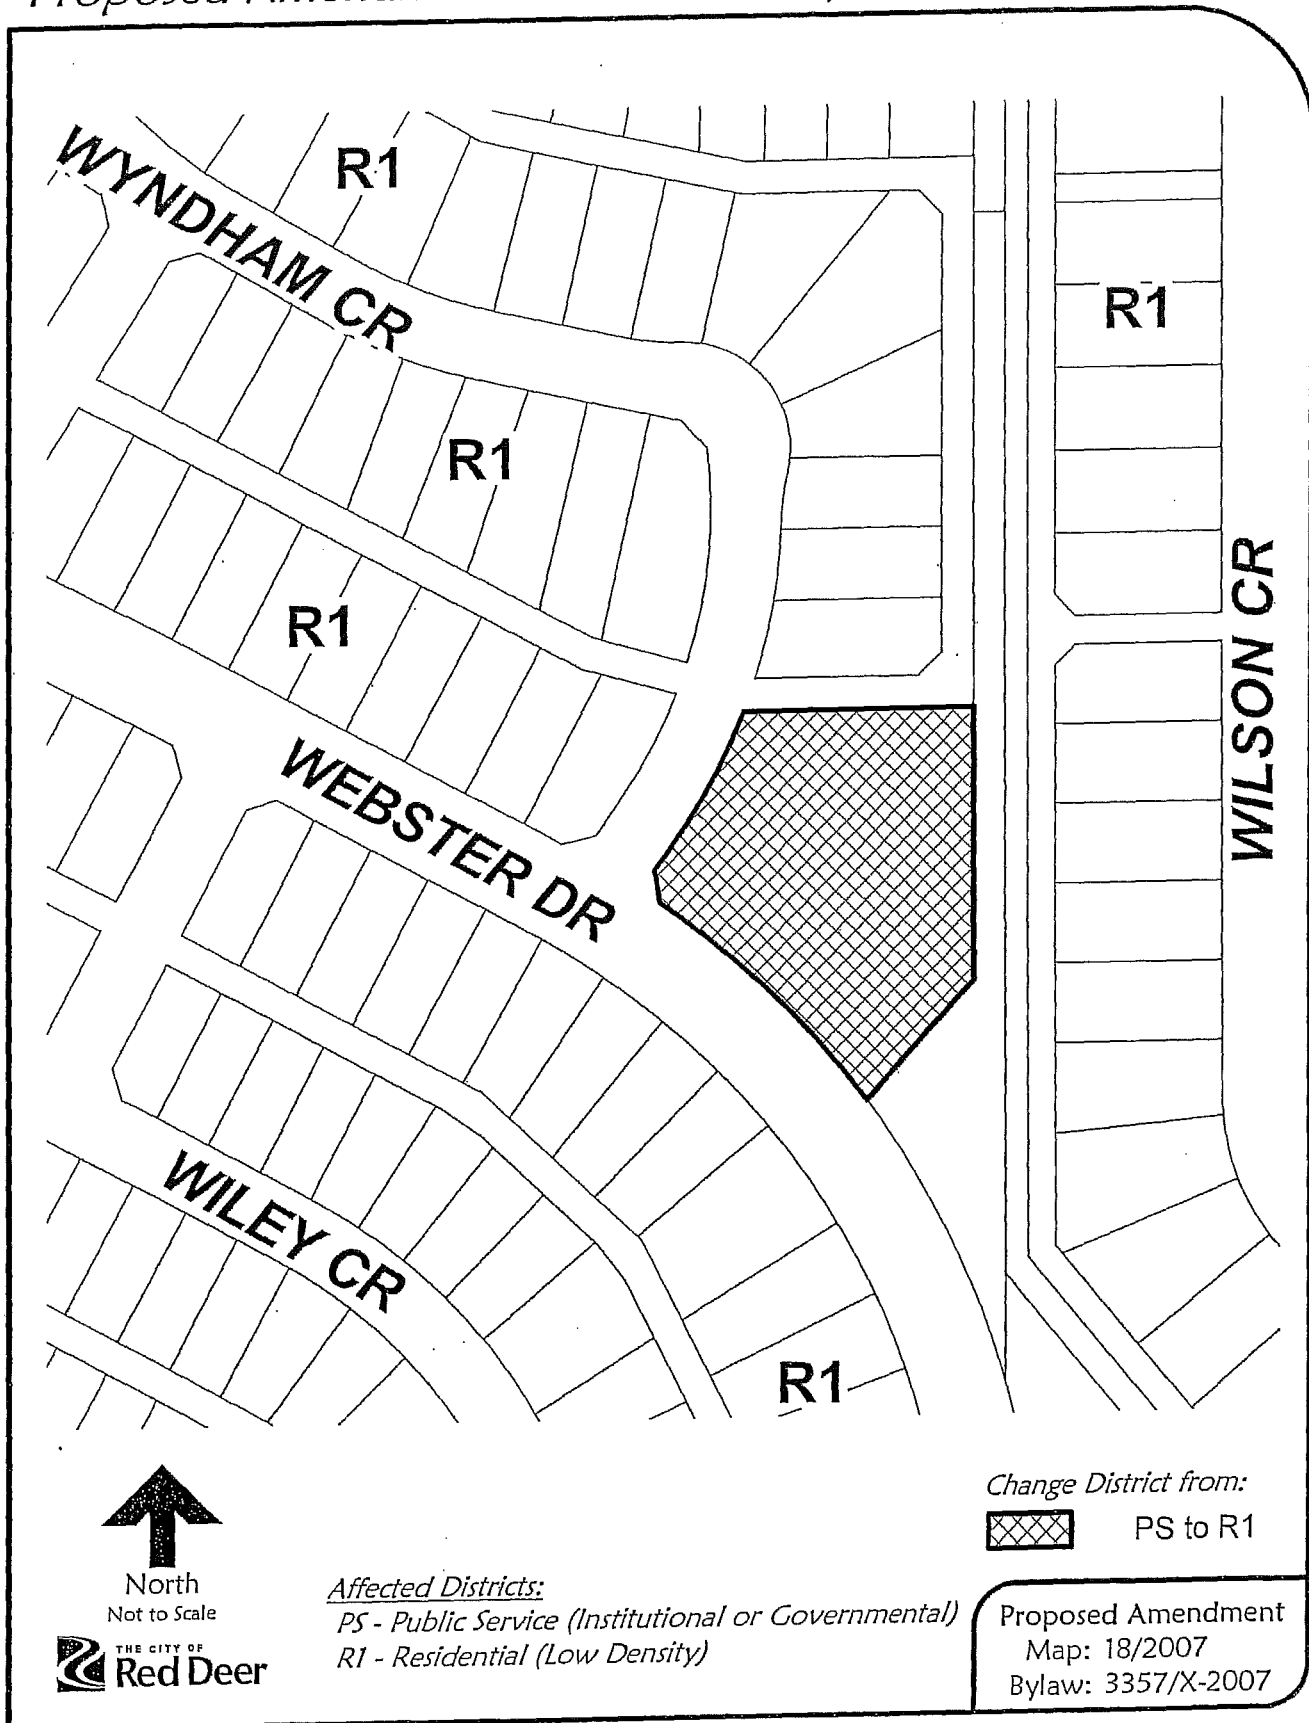 R1
WYNDHAM CR
R1
R1
R1
WILSON CR
WEBSTER DR
WILEY CR
R1
Change District from:
PS to R1
North
Not to Scale
THE CITY OF
Red Deer
Affected Districts:
PS - Public Service (Institutional or Governmental)
R1 - Residential (Low Density)
Proposed Amendment
Map: 18/2007
Bylaw: 3357/X-2007